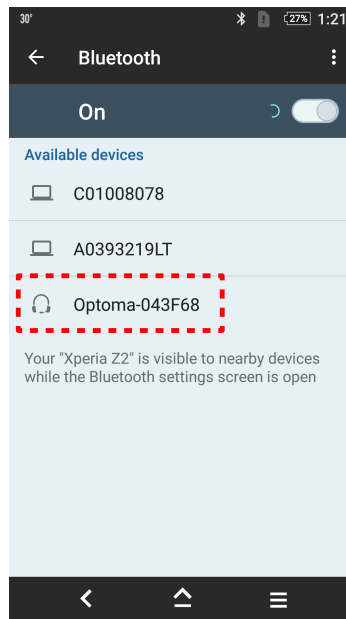 30°
27%
1:21
Bluetooth
On
Available devices
C01008078
A0393219LT
Optoma-043F68
Your "Xperia Z2" is visible to nearby devices
while the Bluetooth settings screen is open